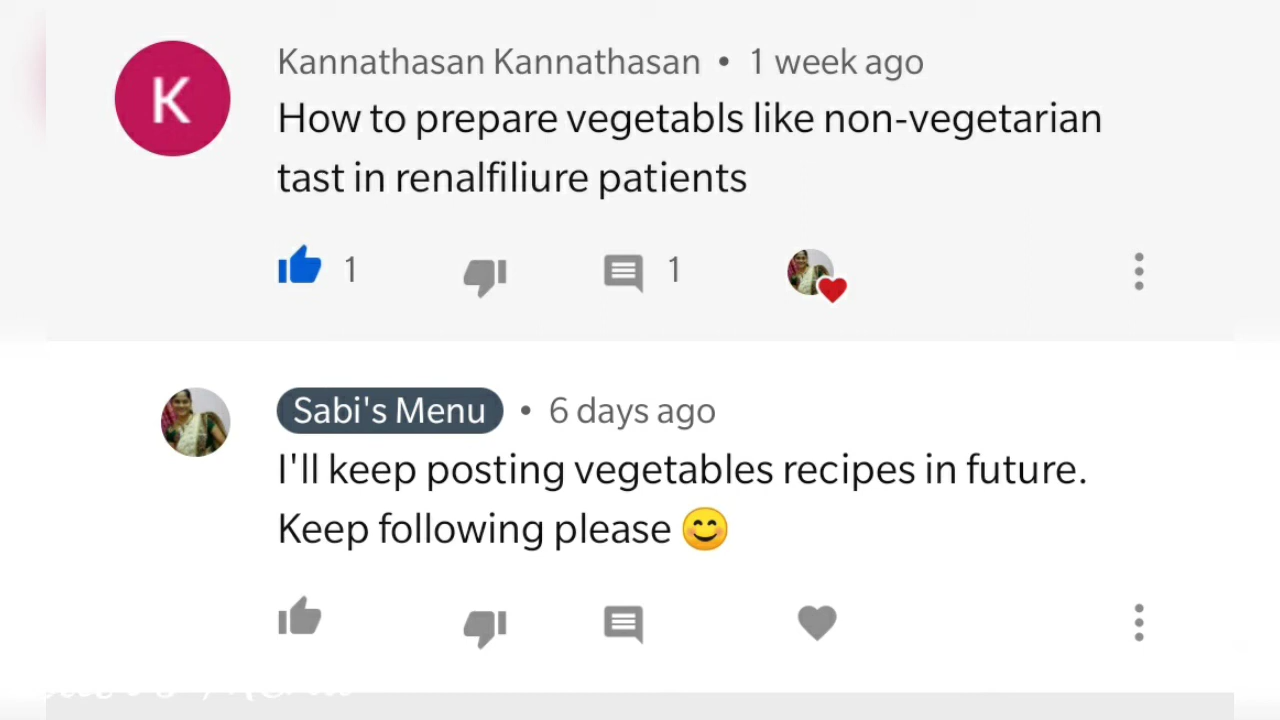 K
Kannathasan Kannathasan • 1 week ago
How to prepare vegetabls like non-vegetarian
tast in renalfiliure patients
1
1
Sabi's Menu • 6 days ago
I'll keep posting vegetables recipes in future.
Keep following please 😊